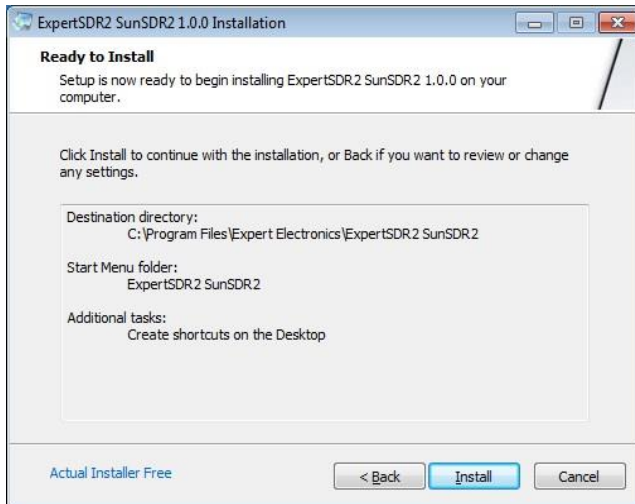 ExpertSDR2 SunSDR2 1.0.0 Installation
Ready to Install
Setup is now ready to begin installing ExpertSDR2 SunSDR2 1.0.0 on your
computer.
Click Install to continue with the installation, or Back if you want to review or change
any settings.
Destination directory:
C:\Program Files\Expert Electronics\ExpertSDR2 SunSDR2
Start Menu folder:
ExpertSDR2 SunSDR2
Additional tasks:
Create shortcuts on the Desktop
Actual Installer Free
< Back
Install
Cancel